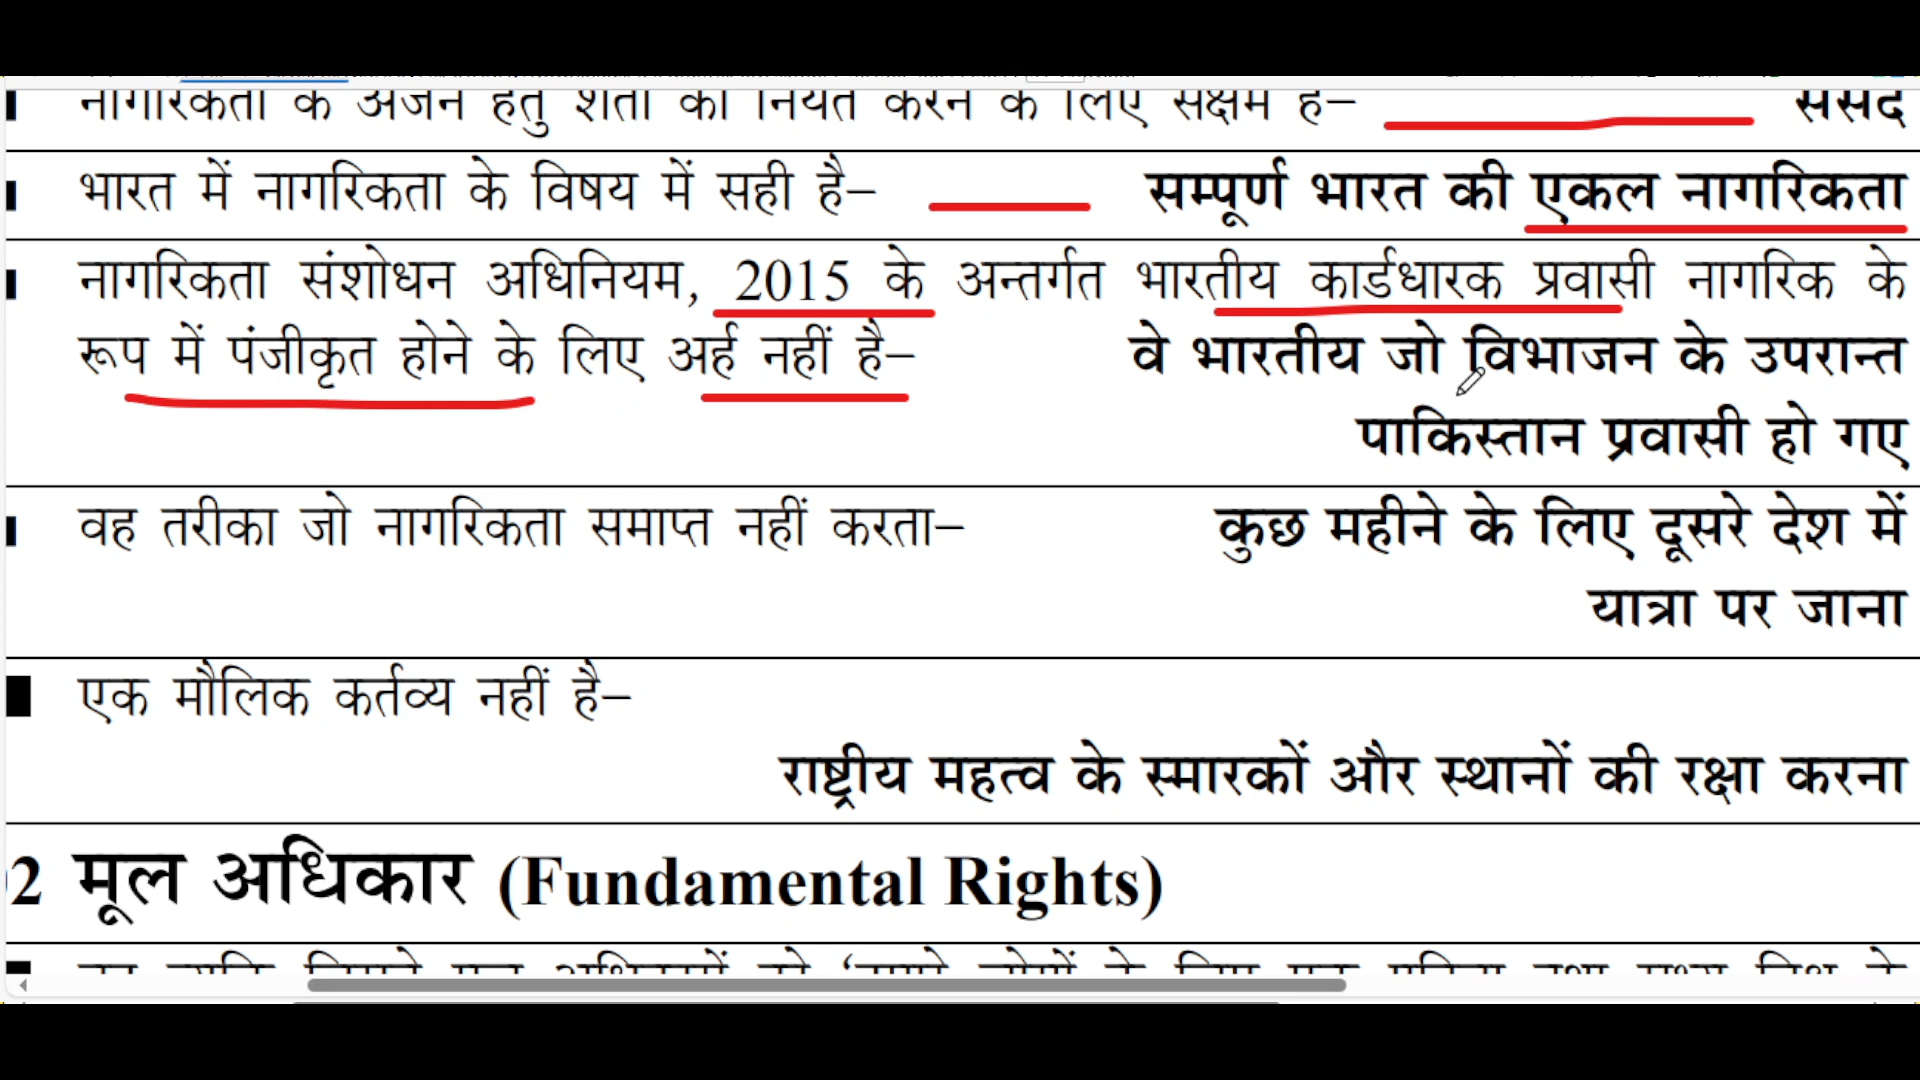 नागरिकता के अर्जन हेतु शर्तों को नियत करने के लिए सक्षम है– संसद
भारत में नागरिकता के विषय में सही है– सम्पूर्ण भारत की एकल नागरिकता
नागरिकता संशोधन अधिनियम, 2015 के अन्तर्गत भारतीय कार्डधारक प्रवासी नागरिक के
रूप में पंजीकृत होने के लिए अर्ह नहीं है– वे भारतीय जो विभाजन के उपरान्त
पाकिस्तान प्रवासी हो गए
वह तरीका जो नागरिकता समाप्त नहीं करता– कुछ महीने के लिए दूसरे देश में
यात्रा पर जाना
एक मौलिक कर्तव्य नहीं है–
राष्ट्रीय महत्व के स्मारकों और स्थानों की रक्षा करना
2 मूल अधिकार (Fundamental Rights)